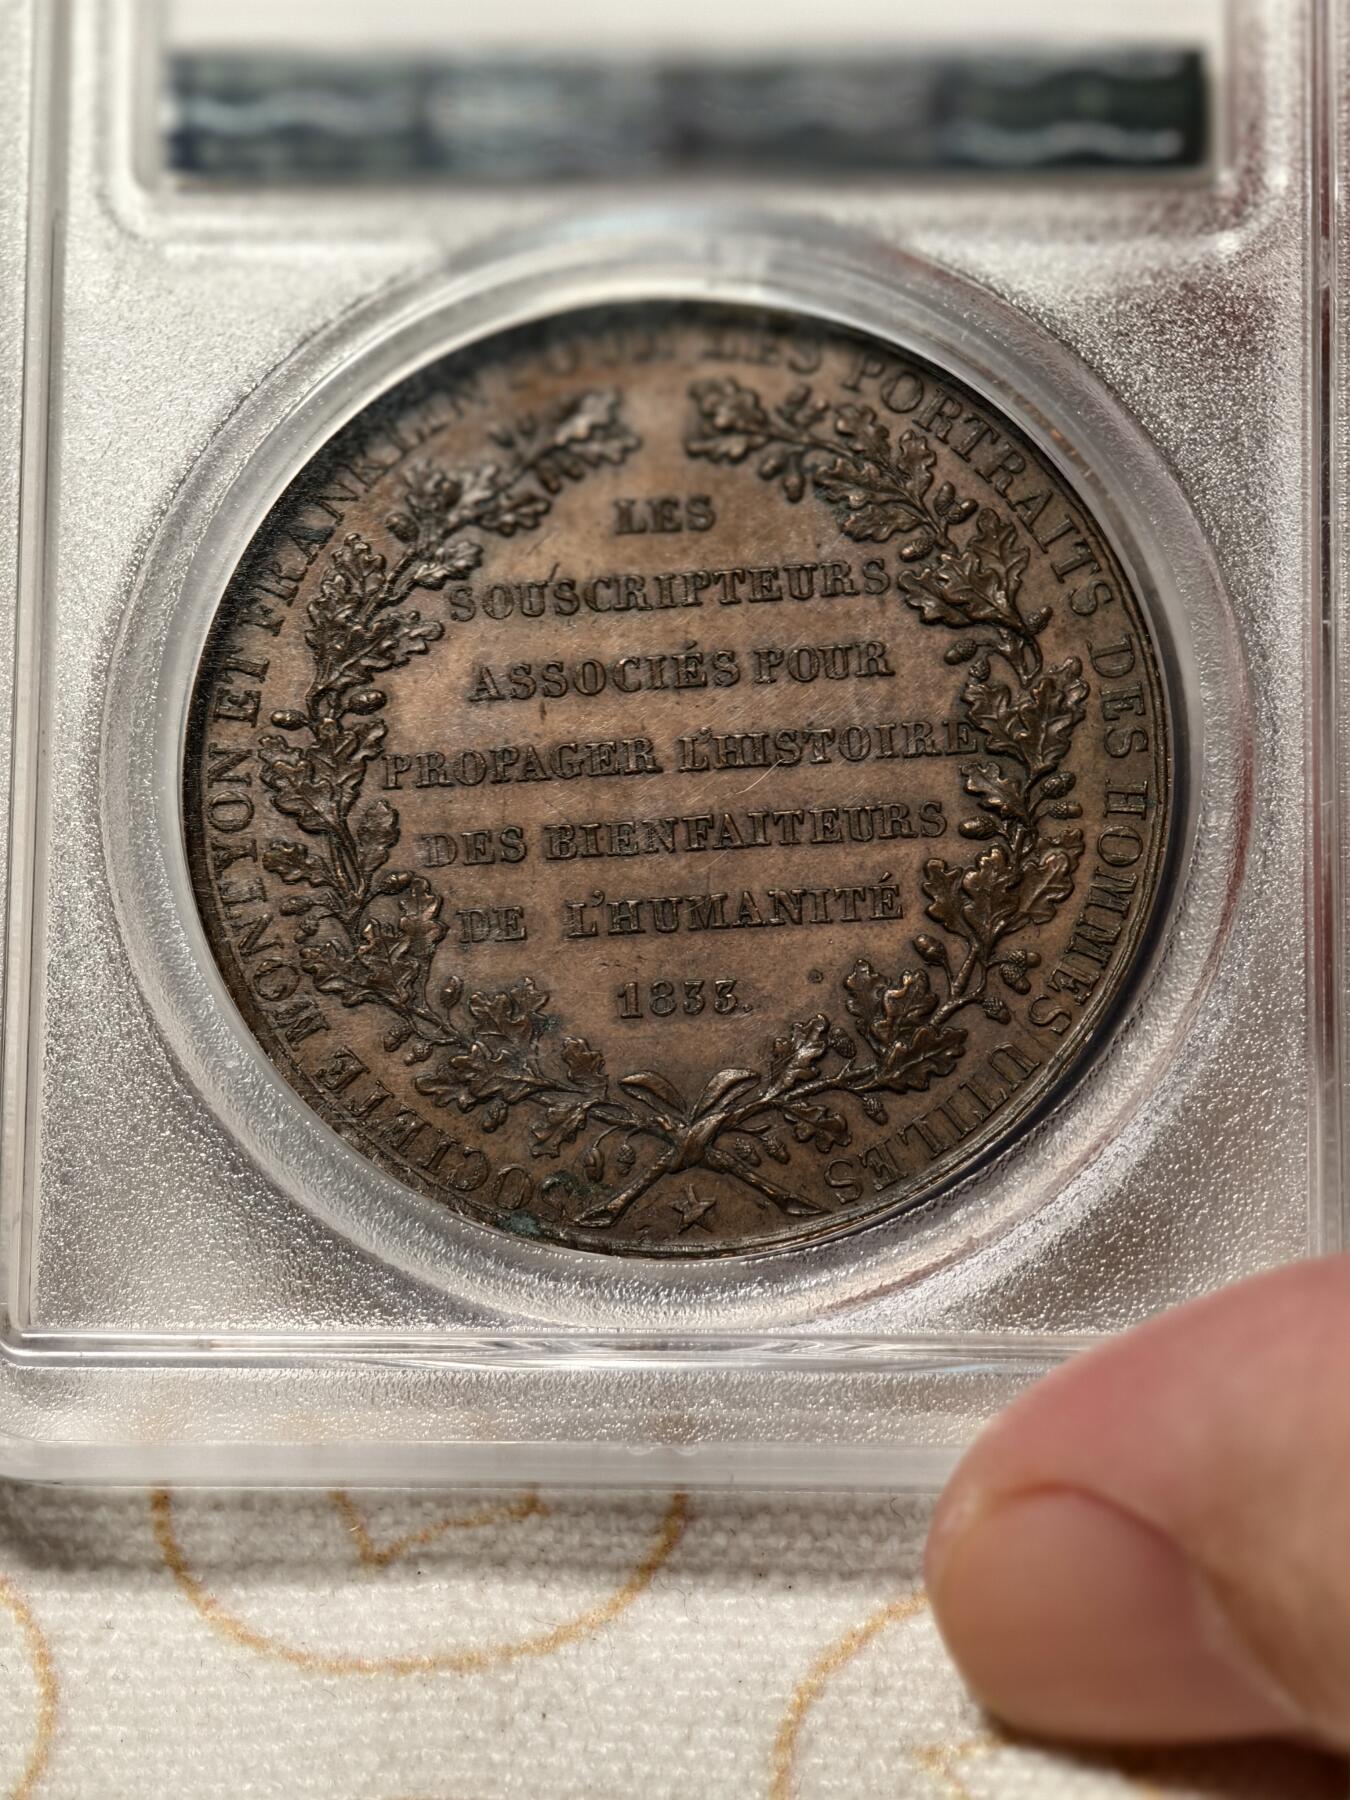 SOCIETE MONTYON ET FRANKLIN POUR LES PORTRAITS DES HOMMES UTILES
LES
SOUSCRIPTEURS
ASSOCIÉS POUR
PROPAGER L'HISTOIRE
DES BIENFAITEURS
DE L'HUMANITÉ
1833.